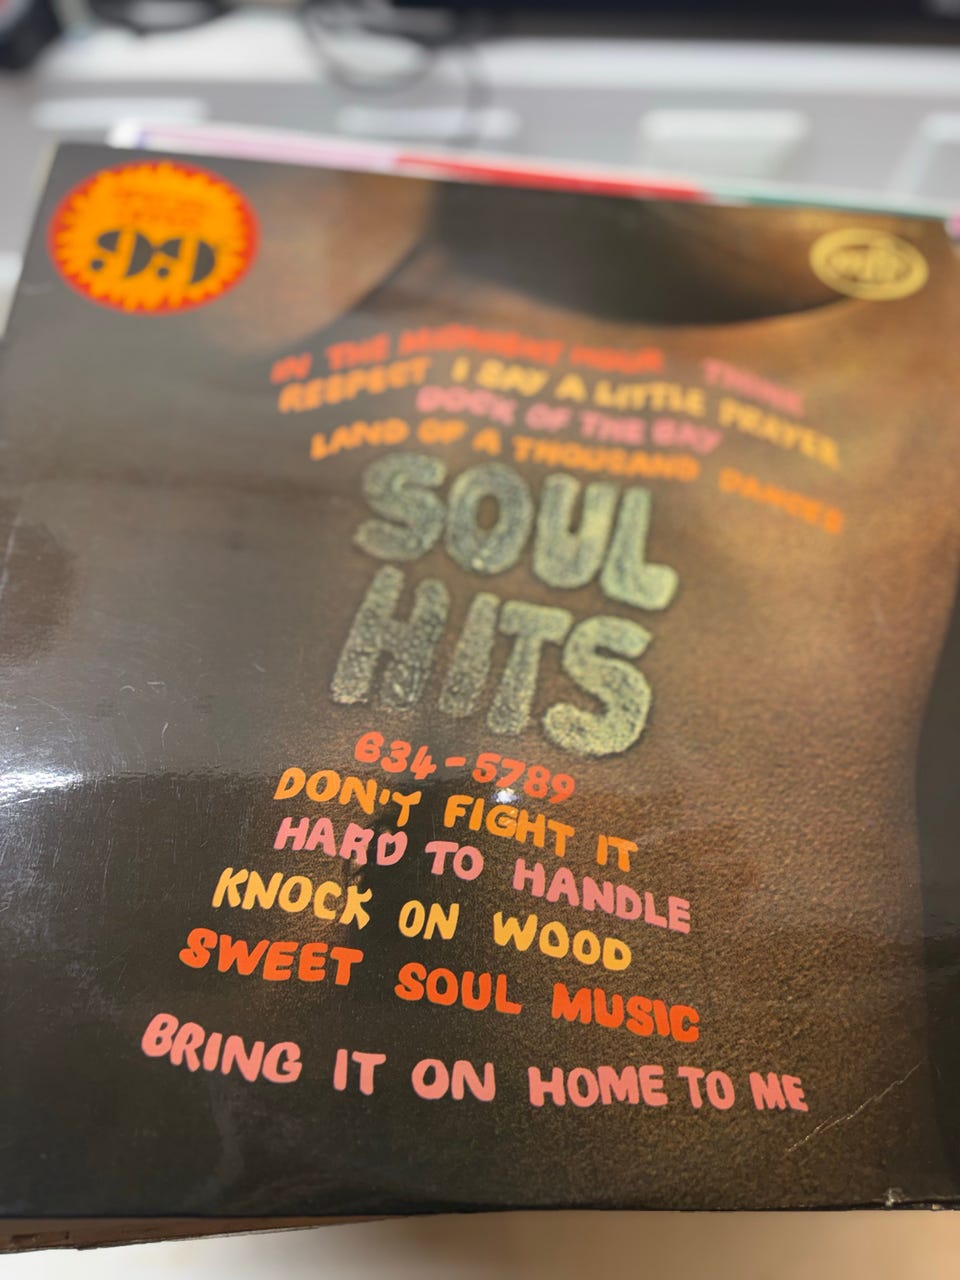 99
mfp
IN THE MIDNIGHT HOUR THINK
RESPECT I SAY A LITTLE PRAYER
DOCK OF THE BAY
LAND OF A THOUSAND DANCES
SOUL
HITS
634-5789
DON'T FIGHT IT
HARD TO HANDLE
KNOCK ON WOOD
SWEET SOUL MUSIC
BRING IT ON HOME TO ME